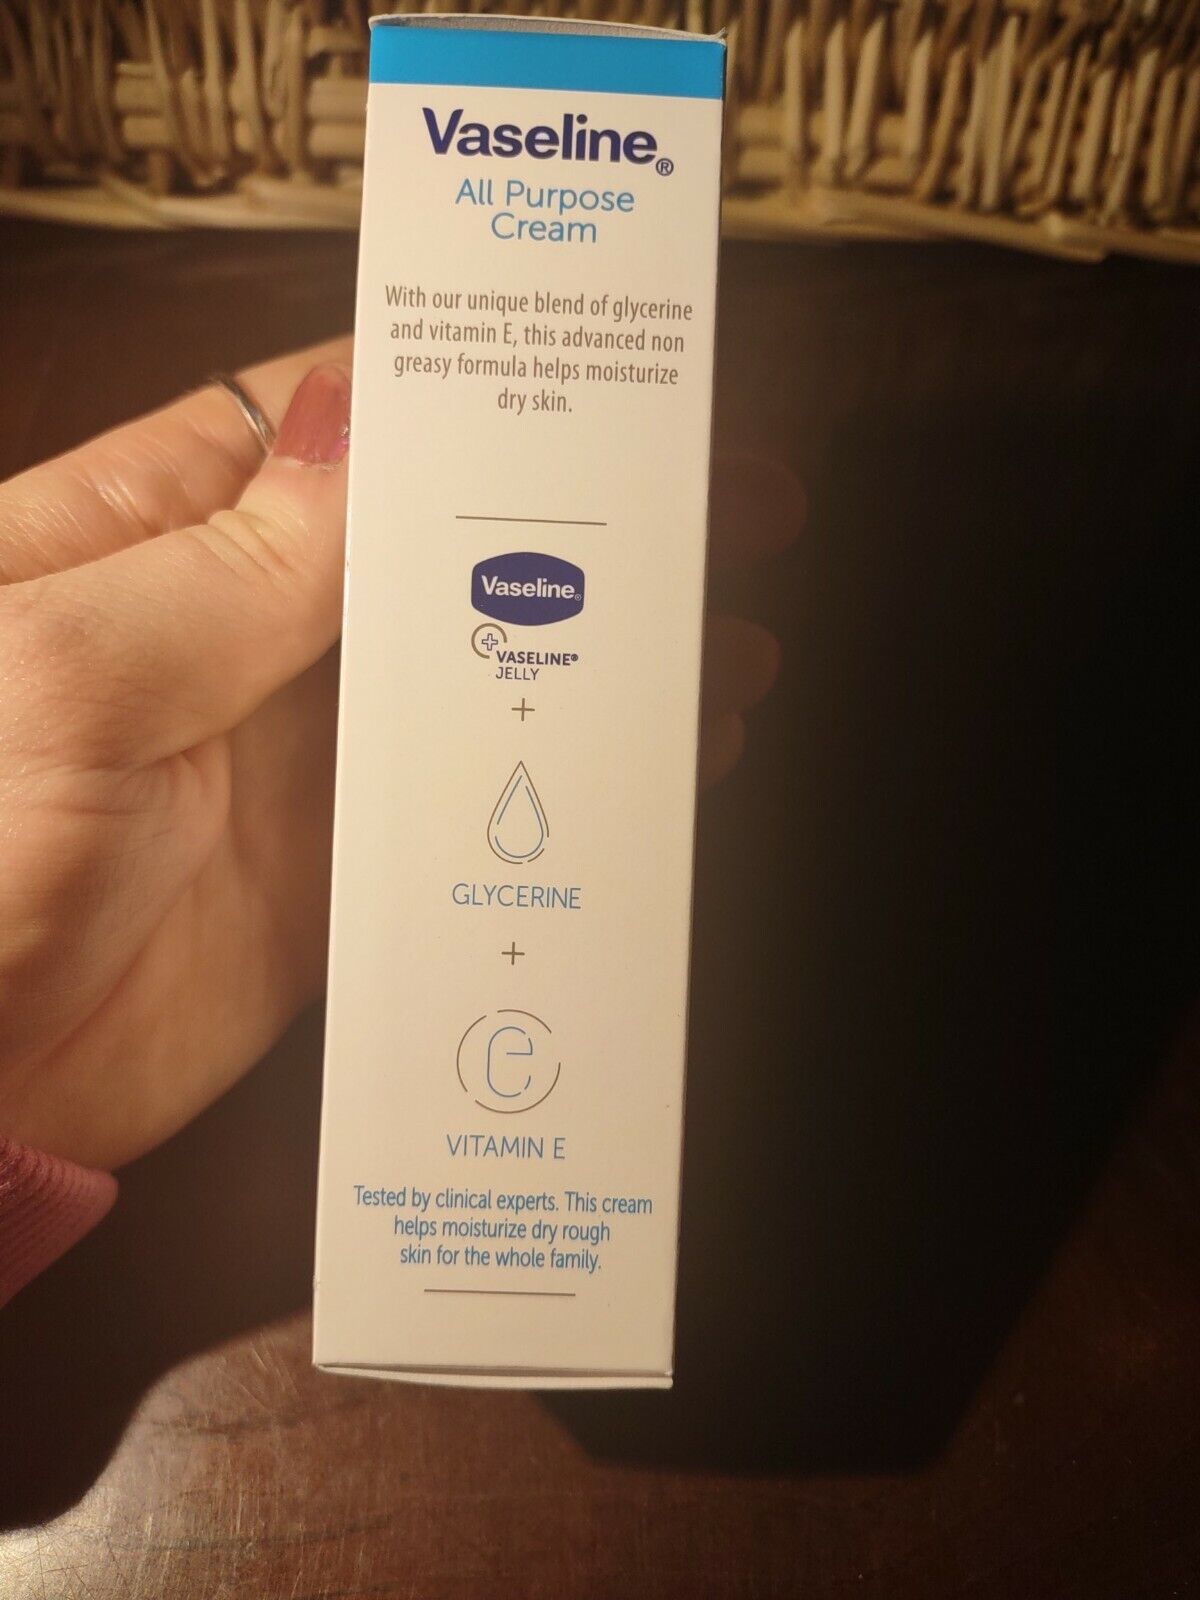 Vaseline®
All Purpose
Cream
With our unique blend of glycerine
and vitamin E, this advanced non
greasy formula helps moisturize
dry skin.
Vaseline®
VASELINE®
JELLY
+
GLYCERINE
+
e
VITAMIN E
Tested by clinical experts. This cream
helps moisturize dry rough
skin for the whole family.